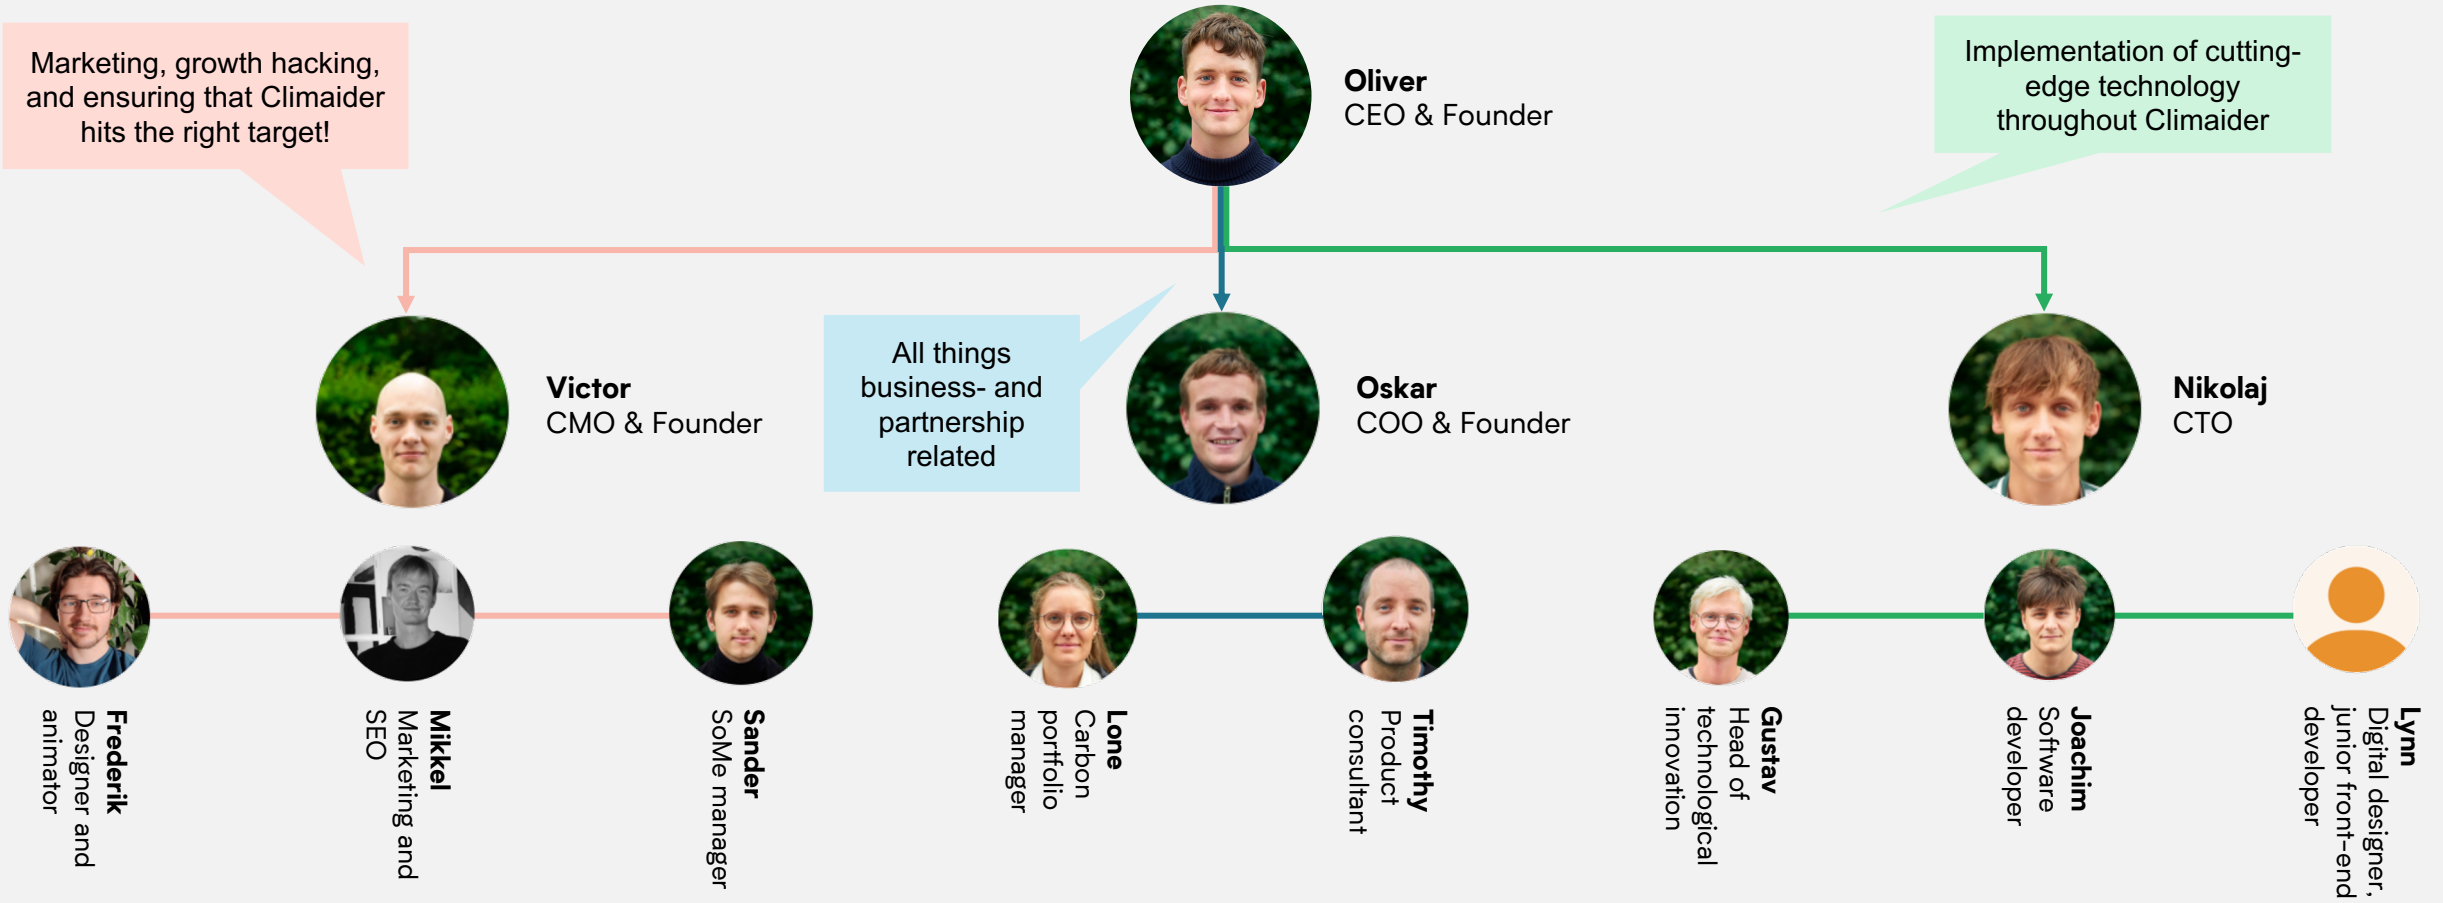 Marketing, growth hacking,
and ensuring that Climaider
hits the right target!
Oliver
CEO & Founder
Implementation of cutting-
edge technology
throughout Climaider
Victor
CMO & Founder
All things
business- and
partnership
related
Oskar
COO & Founder
Nikolaj
CTO
Frederik
Designer and
animator
Mikkel
Marketing and
SEO
Sander
SoMe manager
Lone
Carbon
portfolio
manager
Timothy
Product
consultant
Gustav
Head of
technological
innovation
Joachim
Software
developer
Lynn
Digital designer,
junior front-end
developer